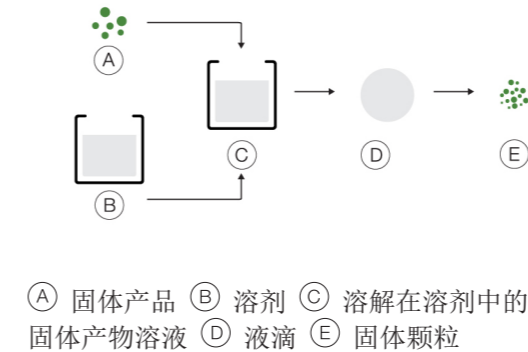 Ⓐ
Ⓑ
Ⓒ
Ⓓ
Ⓔ
Ⓐ 固体产品 Ⓑ 溶剂 Ⓒ 溶解在溶剂中的
固体产物溶液 Ⓓ 液滴 Ⓔ 固体颗粒